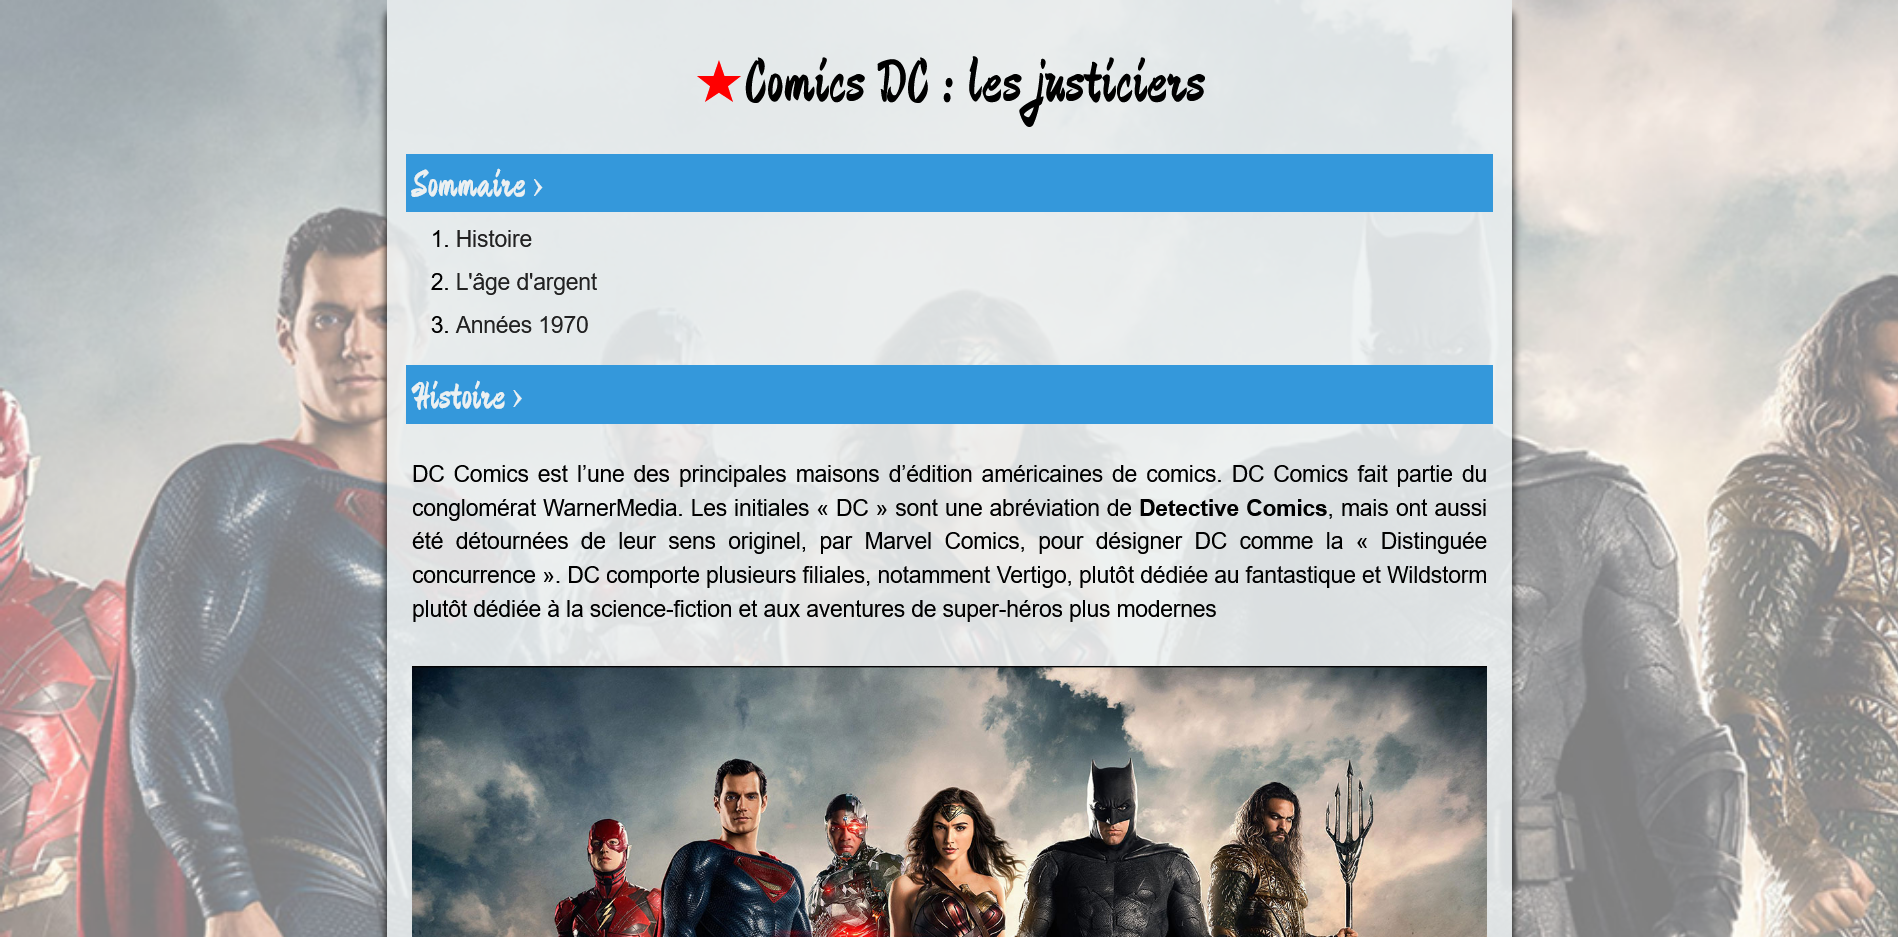 ★Comics DC : les justiciers
Sommaire ›
1. Histoire
2. L'âge d'argent
3. Années 1970
Histoire ›
DC Comics est l’une des principales maisons d’édition américaines de comics. DC Comics fait partie du
conglomérat WarnerMedia. Les initiales « DC » sont une abréviation de Detective Comics, mais ont aussi
été détournées de leur sens originel, par Marvel Comics, pour désigner DC comme la « Distinguée
concurrence ». DC comporte plusieurs filiales, notamment Vertigo, plutôt dédiée au fantastique et Wildstorm
plutôt dédiée à la science-fiction et aux aventures de super-héros plus modernes